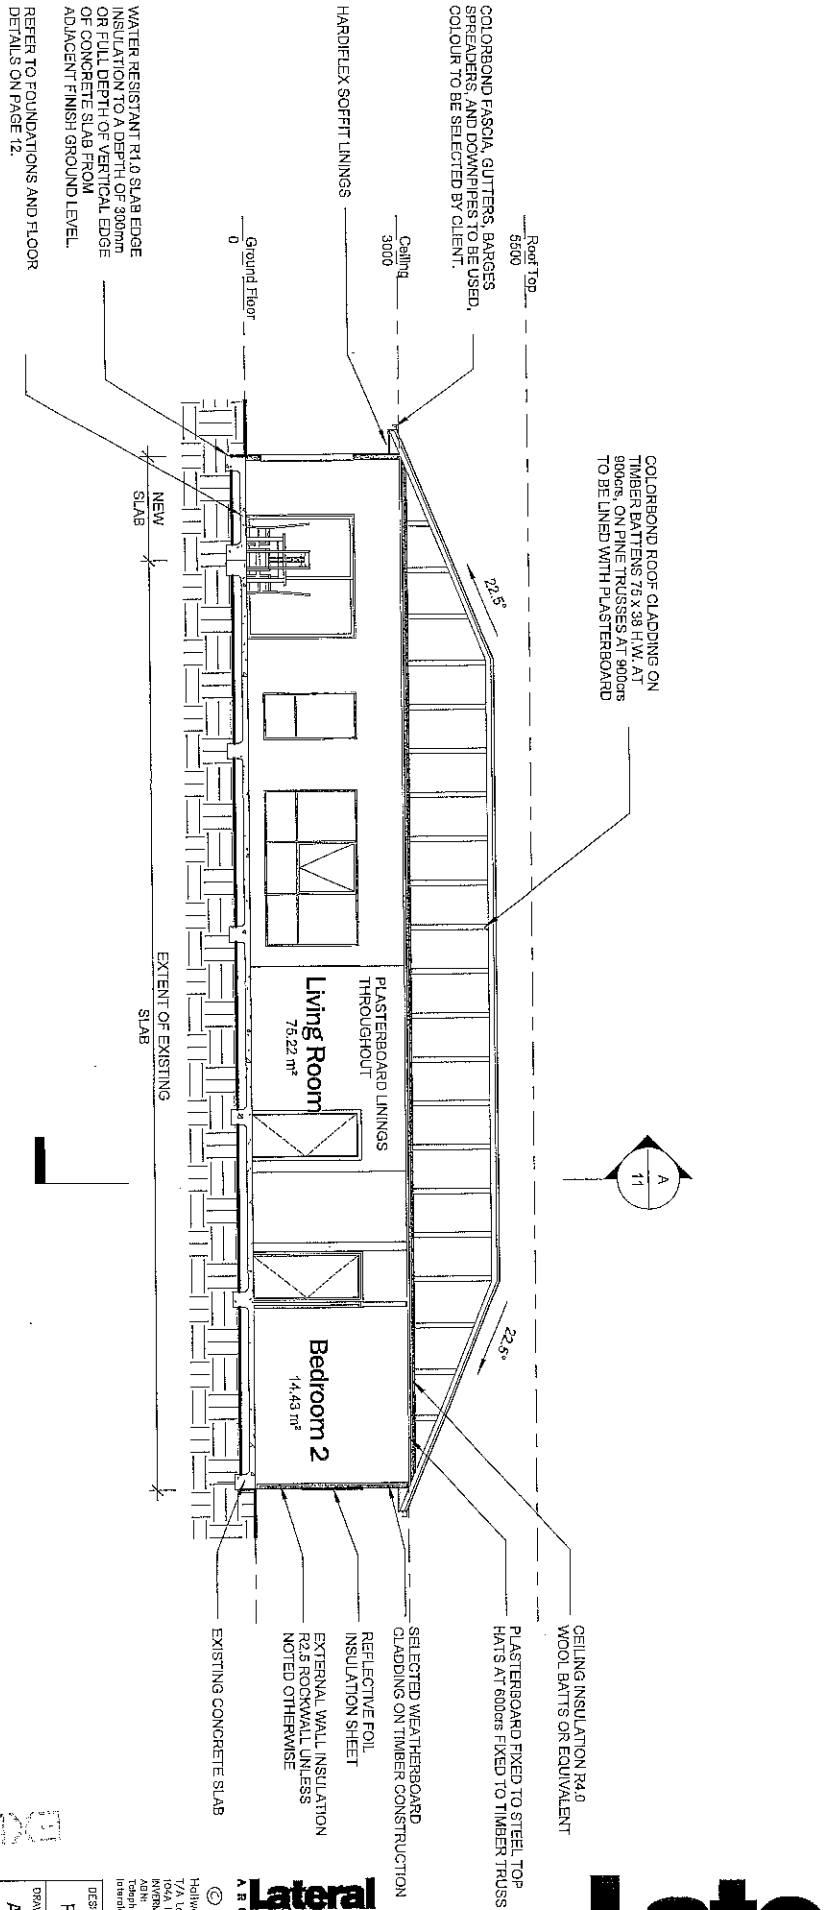 COLORBOND ROOF CLADDING ON
TIMBER BATTENS 75 x 38 H.W. AT
900crs, ON PINE TRUSSES AT 900crs
TO BE LINED WITH PLASTERBOARD
COLORBOND FASCIA, GUTTERS, BARGES
SPREADERS, AND DOWNPIPES TO BE USED,
COLOUR TO BE SELECTED BY CLIENT.
HARDIFLEX SOFFIT LININGS
WATER RESISTANT R1.0 SLAB EDGE
INSULATION TO A DEPTH OF 300mm
OR FULL DEPTH OF VERTICAL EDGE
OF CONCRETE SLAB FROM
ADJACENT FINISH GROUND LEVEL.
REFER TO FOUNDATIONS AND FLOOR
DETAILS ON PAGE 12.
Roof Top
5500
Ceiling
3000
Ground Floor
0
22.5°
22.5°
A
11
PLASTERBOARD LININGS
THROUGHOUT
Living Room
75.22 m²
Bedroom 2
14.43 m²
NEW
SLAB
EXTENT OF EXISTING
SLAB
CEILING INSULATION R4.0
WOOL BATTS OR EQUIVALENT
PLASTERBOARD FIXED TO STEEL TOP
HATS AT 600crs FIXED TO TIMBER TRUSS
SELECTED WEATHERBOARD
CLADDING ON TIMBER CONSTRUCTION
REFLECTIVE FOIL
INSULATION SHEET
EXTERNAL WALL INSULATION
R2.5 ROCKWALL UNLESS
NOTED OTHERWISE
EXISTING CONCRETE SLAB
Lateral
©
T/A